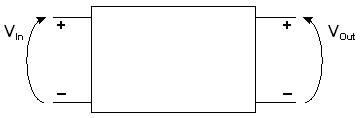 + +
V_In V_Out
− −